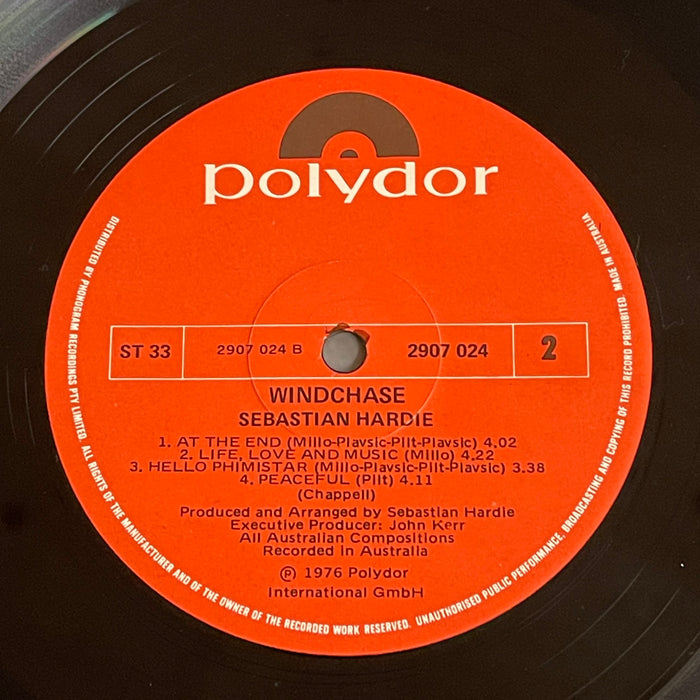 polydor
ST 33 2907 024 B 2907 024 2
WINDCHASE
SEBASTIAN HARDIE
1. AT THE END (Millo-Plavsic-Plit-Plavsic) 4.02
2. LIFE, LOVE AND MUSIC (Millo) 4.22
3. HELLO PHIMISTAR (Millo-Plavsic-Plit-Plavsic) 3.38
4. PEACEFUL (Plit) 4.11
(Chappell)
Produced and Arranged by Sebastian Hardie
Executive Producer: John Kerr
All Australian Compositions
Recorded in Australia
℗ 1976 Polydor
International GmbH
DISTRIBUTED BY PHONOGRAM RECORDINGS PTY LIMITED. ALL RIGHTS OF THE MANUFACTURER AND OF THE OWNER OF THE RECORDED WORK RESERVED. UNAUTHORISED PUBLIC PERFORMANCE, BROADCASTING AND COPYING OF THIS RECORD PROHIBITED. MADE IN AUSTRALIA